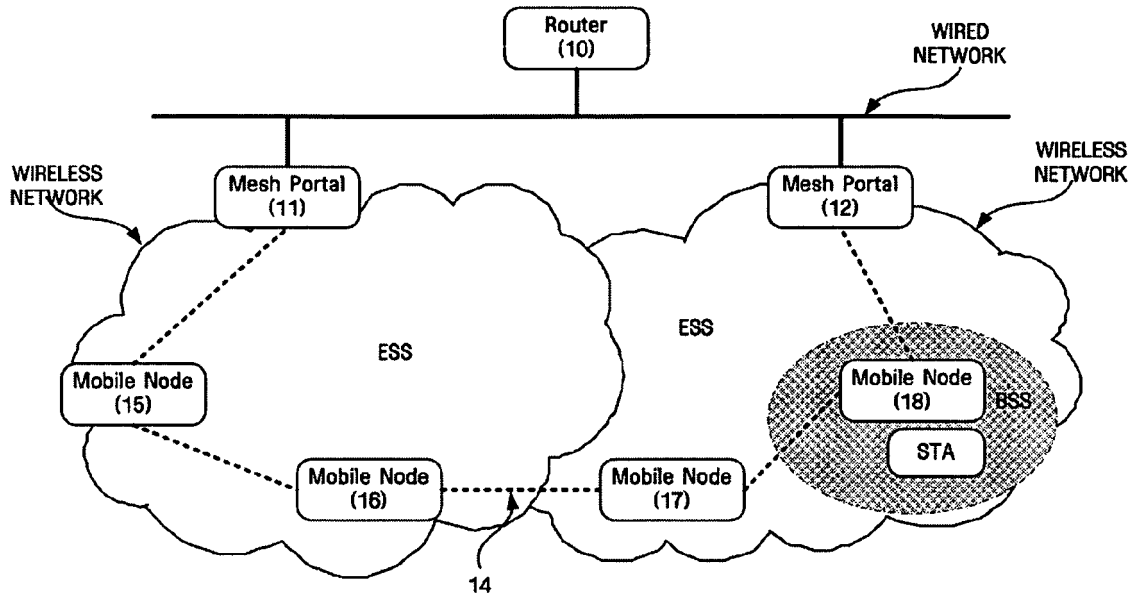 Router
(10)
WIRED
NETWORK
WIRELESS
NETWORK
Mesh Portal
(11)
Mesh Portal
(12)
WIRELESS
NETWORK
ESS
ESS
Mobile Node
(15)
Mobile Node
(18)
BSS
STA
Mobile Node
(16)
Mobile Node
(17)
14